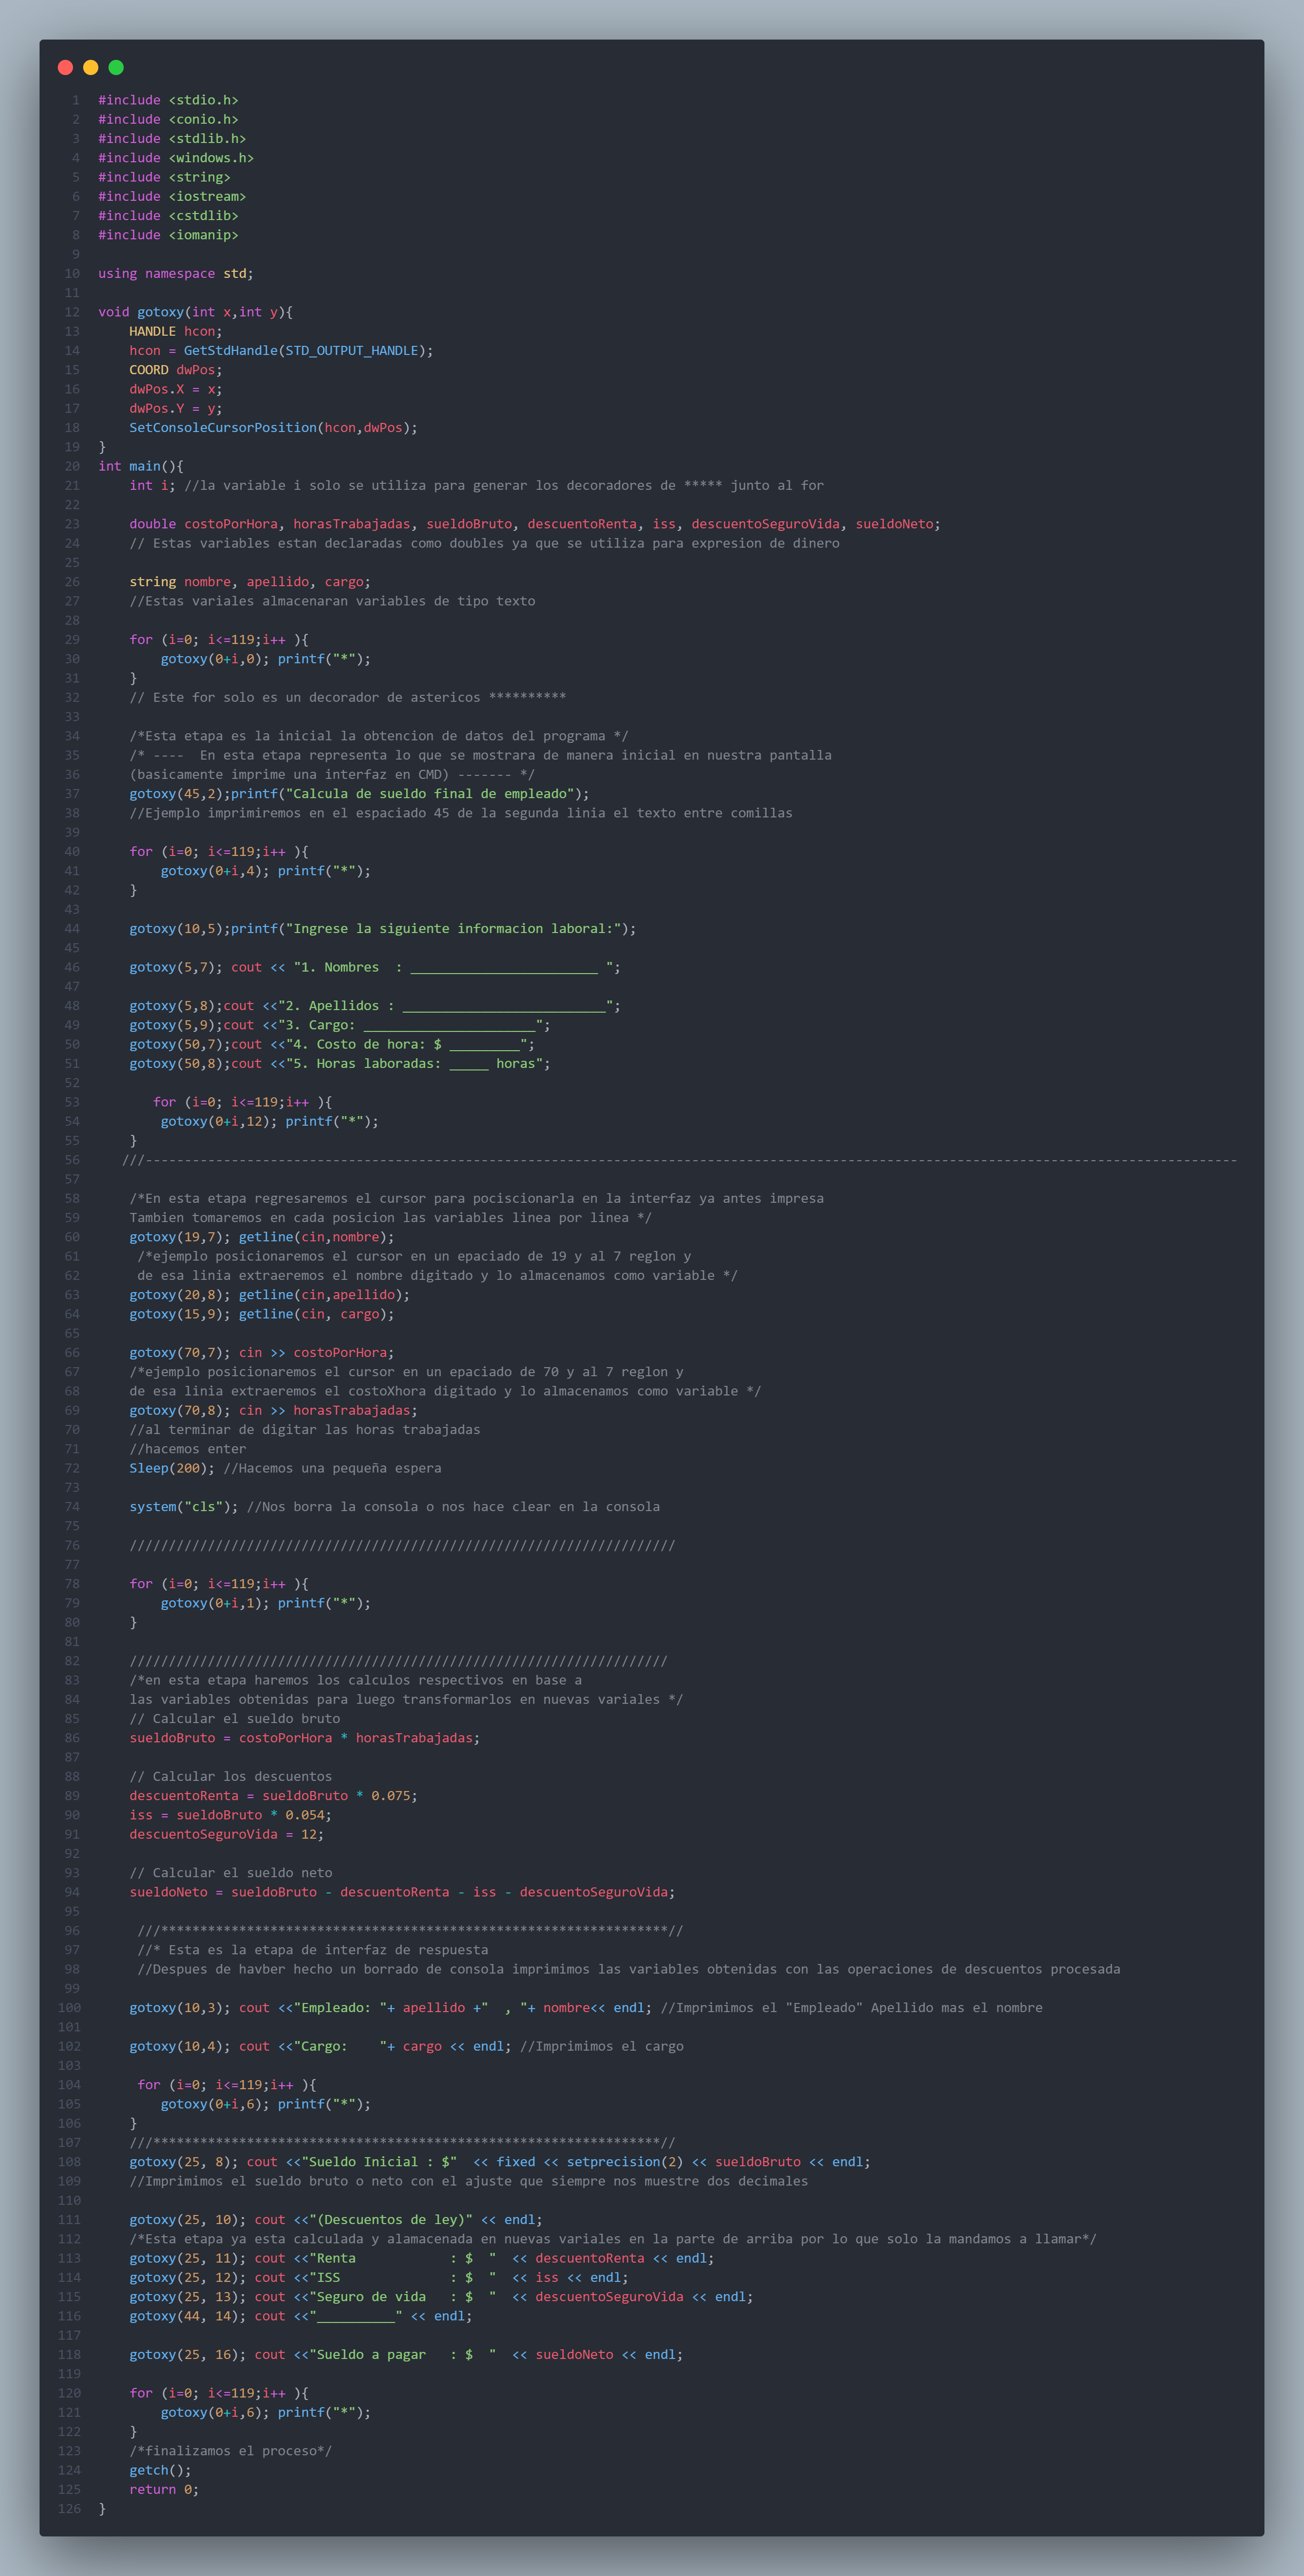 1 #include <stdio.h>
2 #include <conio.h>
3 #include <stdlib.h>
4 #include <windows.h>
5 #include <string>
6 #include <iostream>
7 #include <cstdlib>
8 #include <iomanip>
9
10 using namespace std;
11
12 void gotoxy(int x,int y){
13     HANDLE hcon;
14     hcon = GetStdHandle(STD_OUTPUT_HANDLE);
15     COORD dwPos;
16     dwPos.X = x;
17     dwPos.Y = y;
18     SetConsoleCursorPosition(hcon,dwPos);
19 }
20 int main(){
21     int i; //la variable i solo se utiliza para generar los decoradores de ***** junto al for
22
23     double costoPorHora, horasTrabajadas, sueldoBruto, descuentoRenta, iss, descuentoSeguroVida, sueldoNeto;
24     // Estas variables estan declaradas como doubles ya que se utiliza para expresion de dinero
25
26     string nombre, apellido, cargo;
27     //Estas variales almacenaran variables de tipo texto
28
29     for (i=0; i<=119;i++ ){
30         gotoxy(0+i,0); printf("*");
31     }
32     // Este for solo es un decorador de astericos **********
33
34     /*Esta etapa es la inicial la obtencion de datos del programa */
35     /* ----  En esta etapa representa lo que se mostrara de manera inicial en nuestra pantalla
36     (basicamente imprime una interfaz en CMD) ------- */
37     gotoxy(45,2);printf("Calcula de sueldo final de empleado");
38     //Ejemplo imprimiremos en el espaciado 45 de la segunda linia el texto entre comillas
39
40     for (i=0; i<=119;i++ ){
41         gotoxy(0+i,4); printf("*");
42     }
43
44     gotoxy(10,5);printf("Ingrese la siguiente informacion laboral:");
45
46     gotoxy(5,7); cout << "1. Nombres  : ________________________ ";
47
48     gotoxy(5,8);cout <<"2. Apellidos : __________________________";
49     gotoxy(5,9);cout <<"3. Cargo: ______________________";
50     gotoxy(50,7);cout <<"4. Costo de hora: $ _________";
51     gotoxy(50,8);cout <<"5. Horas laboradas: _____ horas";
52
53        for (i=0; i<=119;i++ ){
54         gotoxy(0+i,12); printf("*");
55     }
56    ///--------------------------------------------------------------------------------------------------------------------------------------------
57
58     /*En esta etapa regresaremos el cursor para pociscionarla en la interfaz ya antes impresa
59     Tambien tomaremos en cada posicion las variables linea por linea */
60     gotoxy(19,7); getline(cin,nombre);
61      /*ejemplo posicionaremos el cursor en un epaciado de 19 y al 7 reglon y
62      de esa linia extraeremos el nombre digitado y lo almacenamos como variable */
63     gotoxy(20,8); getline(cin,apellido);
64     gotoxy(15,9); getline(cin, cargo);
65
66     gotoxy(70,7); cin >> costoPorHora;
67     /*ejemplo posicionaremos el cursor en un epaciado de 70 y al 7 reglon y
68     de esa linia extraeremos el costoXhora digitado y lo almacenamos como variable */
69     gotoxy(70,8); cin >> horasTrabajadas;
70     //al terminar de digitar las horas trabajadas
71     //hacemos enter
72     Sleep(200); //Hacemos una pequeña espera
73
74     system("cls"); //Nos borra la consola o nos hace clear en la consola
75
76     //////////////////////////////////////////////////////////////////////
77
78     for (i=0; i<=119;i++ ){
79         gotoxy(0+i,1); printf("*");
80     }
81
82     /////////////////////////////////////////////////////////////////////
83     /*en esta etapa haremos los calculos respectivos en base a
84     las variables obtenidas para luego transformarlos en nuevas variales */
85     // Calcular el sueldo bruto
86     sueldoBruto = costoPorHora * horasTrabajadas;
87
88     // Calcular los descuentos
89     descuentoRenta = sueldoBruto * 0.075;
90     iss = sueldoBruto * 0.054;
91     descuentoSeguroVida = 12;
92
93     // Calcular el sueldo neto
94     sueldoNeto = sueldoBruto - descuentoRenta - iss - descuentoSeguroVida;
95
96      ///*****************************************************************//
97      //* Esta es la etapa de interfaz de respuesta
98      //Despues de havber hecho un borrado de consola imprimimos las variables obtenidas con las operaciones de descuentos procesada
99
100     gotoxy(10,3); cout <<"Empleado: "+ apellido +"  , "+ nombre<< endl; //Imprimimos el "Empleado" Apellido mas el nombre
101
102     gotoxy(10,4); cout <<"Cargo:    "+ cargo << endl; //Imprimimos el cargo
103
104      for (i=0; i<=119;i++ ){
105         gotoxy(0+i,6); printf("*");
106     }
107     ///*****************************************************************//
108     gotoxy(25, 8); cout <<"Sueldo Inicial : $"  << fixed << setprecision(2) << sueldoBruto << endl;
109     //Imprimimos el sueldo bruto o neto con el ajuste que siempre nos muestre dos decimales
110
111     gotoxy(25, 10); cout <<"(Descuentos de ley)" << endl;
112     /*Esta etapa ya esta calculada y alamacenada en nuevas variales en la parte de arriba por lo que solo la mandamos a llamar*/
113     gotoxy(25, 11); cout <<"Renta            : $  "  << descuentoRenta << endl;
114     gotoxy(25, 12); cout <<"ISS              : $  "  << iss << endl;
115     gotoxy(25, 13); cout <<"Seguro de vida   : $  "  << descuentoSeguroVida << endl;
116     gotoxy(44, 14); cout <<"__________" << endl;
117
118     gotoxy(25, 16); cout <<"Sueldo a pagar   : $  "  << sueldoNeto << endl;
119
120     for (i=0; i<=119;i++ ){
121         gotoxy(0+i,6); printf("*");
122     }
123     /*finalizamos el proceso*/
124     getch();
125     return 0;
126 }